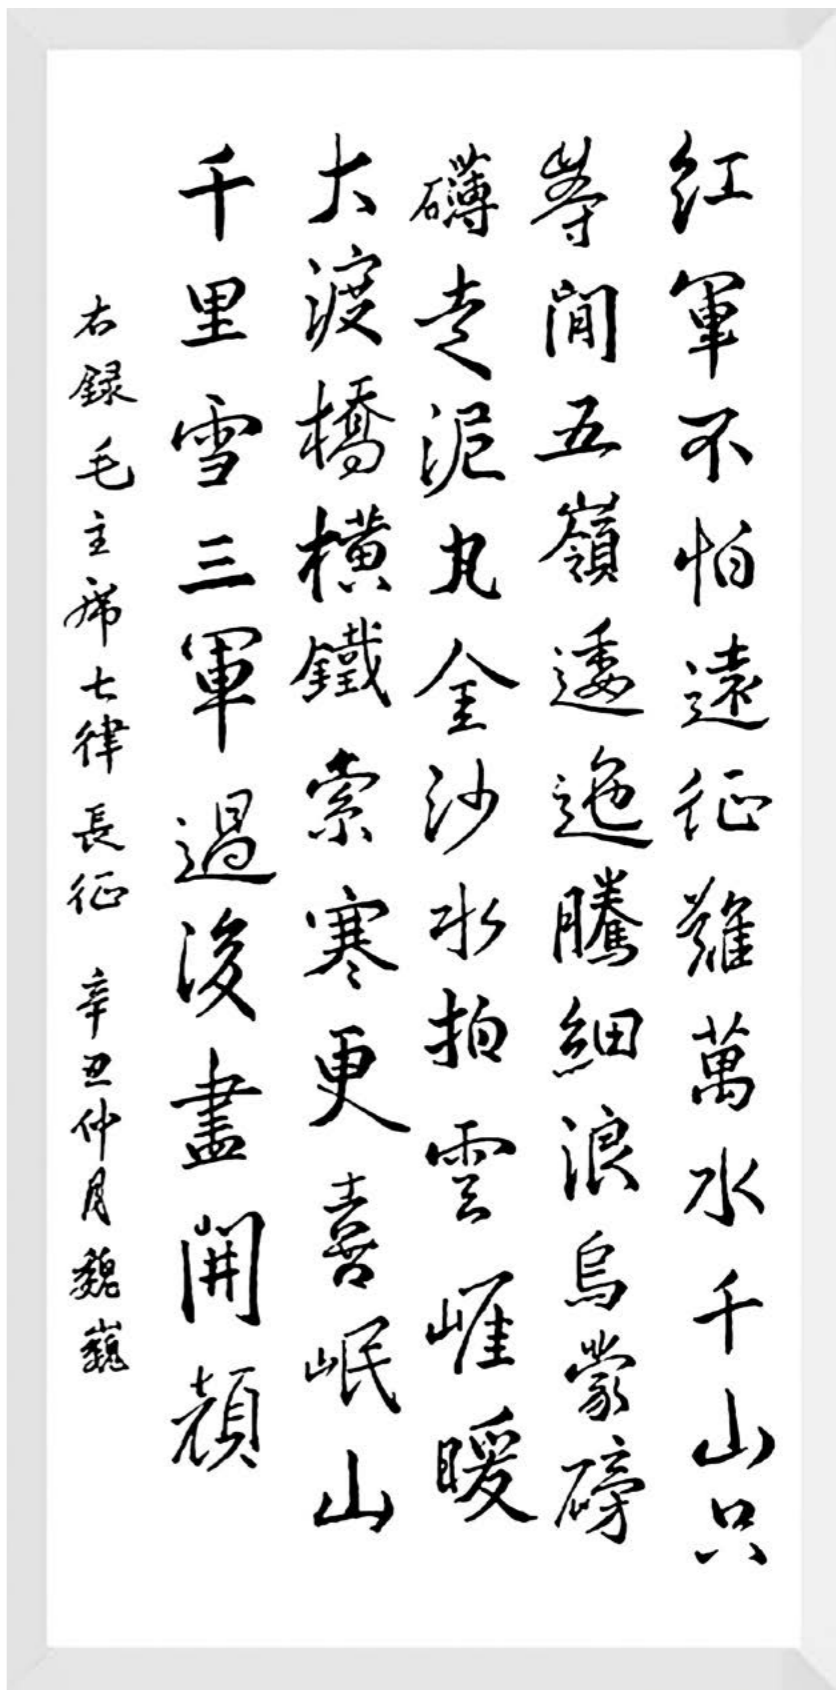 紅軍不怕遠征難萬水千山只
等閒五嶺逶迤騰細浪烏蒙磅
礴走泥丸金沙水拍雲崖暖
大渡橋橫鐵索寒更喜岷山
千里雪三軍過後盡開顏
右録毛主席七律長征 辛丑仲月魏巍